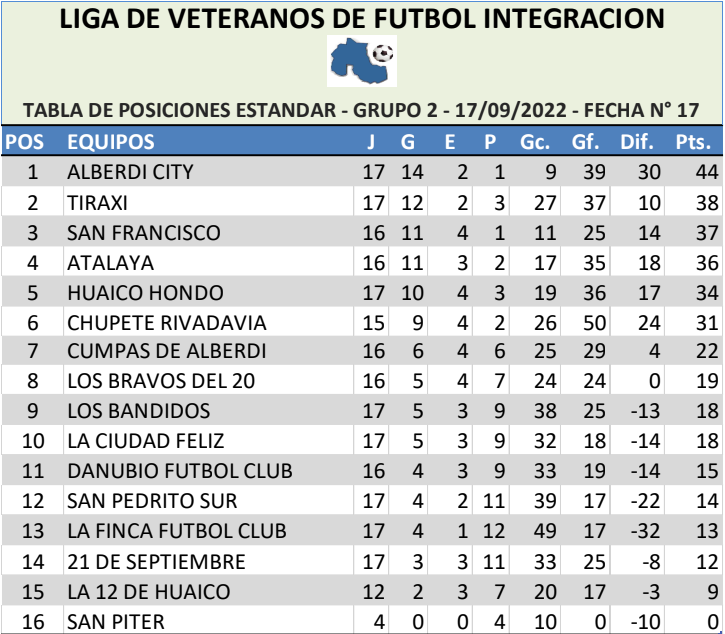 LIGA DE VETERANOS DE FUTBOL INTEGRACION
TABLA DE POSICIONES ESTANDAR - GRUPO 2 - 17/09/2022 - FECHA N° 17
POS EQUIPOS J G E P Gc. Gf. Dif. Pts.
1 ALBERDI CITY 17 14 2 1 9 39 30 44
2 TIRAXI 17 12 2 3 27 37 10 38
3 SAN FRANCISCO 16 11 4 1 11 25 14 37
4 ATALAYA 16 11 3 2 17 35 18 36
5 HUAICO HONDO 17 10 4 3 19 36 17 34
6 CHUPETE RIVADAVIA 15 9 4 2 26 50 24 31
7 CUMPAS DE ALBERDI 16 6 4 6 25 29 4 22
8 LOS BRAVOS DEL 20 16 5 4 7 24 24 0 19
9 LOS BANDIDOS 17 5 3 9 38 25 -13 18
10 LA CIUDAD FELIZ 17 5 3 9 32 18 -14 18
11 DANUBIO FUTBOL CLUB 16 4 3 9 33 19 -14 15
12 SAN PEDRITO SUR 17 4 2 11 39 17 -22 14
13 LA FINCA FUTBOL CLUB 17 4 1 12 49 17 -32 13
14 21 DE SEPTIEMBRE 17 3 3 11 33 25 -8 12
15 LA 12 DE HUAICO 12 2 3 7 20 17 -3 9
16 SAN PITER 4 0 0 4 10 0 -10 0